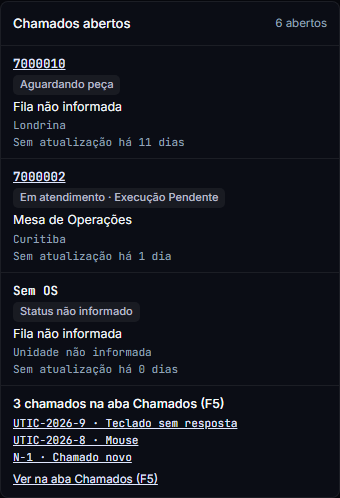 Chamados abertos
6 abertos
7000010
Aguardando peça
Fila não informada
Londrina
Sem atualização há 11 dias
7000002
Em atendimento · Execução Pendente
Mesa de Operações
Curitiba
Sem atualização há 1 dia
Sem OS
Status não informado
Fila não informada
Unidade não informada
Sem atualização há 0 dias
3 chamados na aba Chamados (F5)
UTIC-2026-9 · Teclado sem resposta
UTIC-2026-8 · Mouse
N-1 · Chamado novo
Ver na aba Chamados (F5)